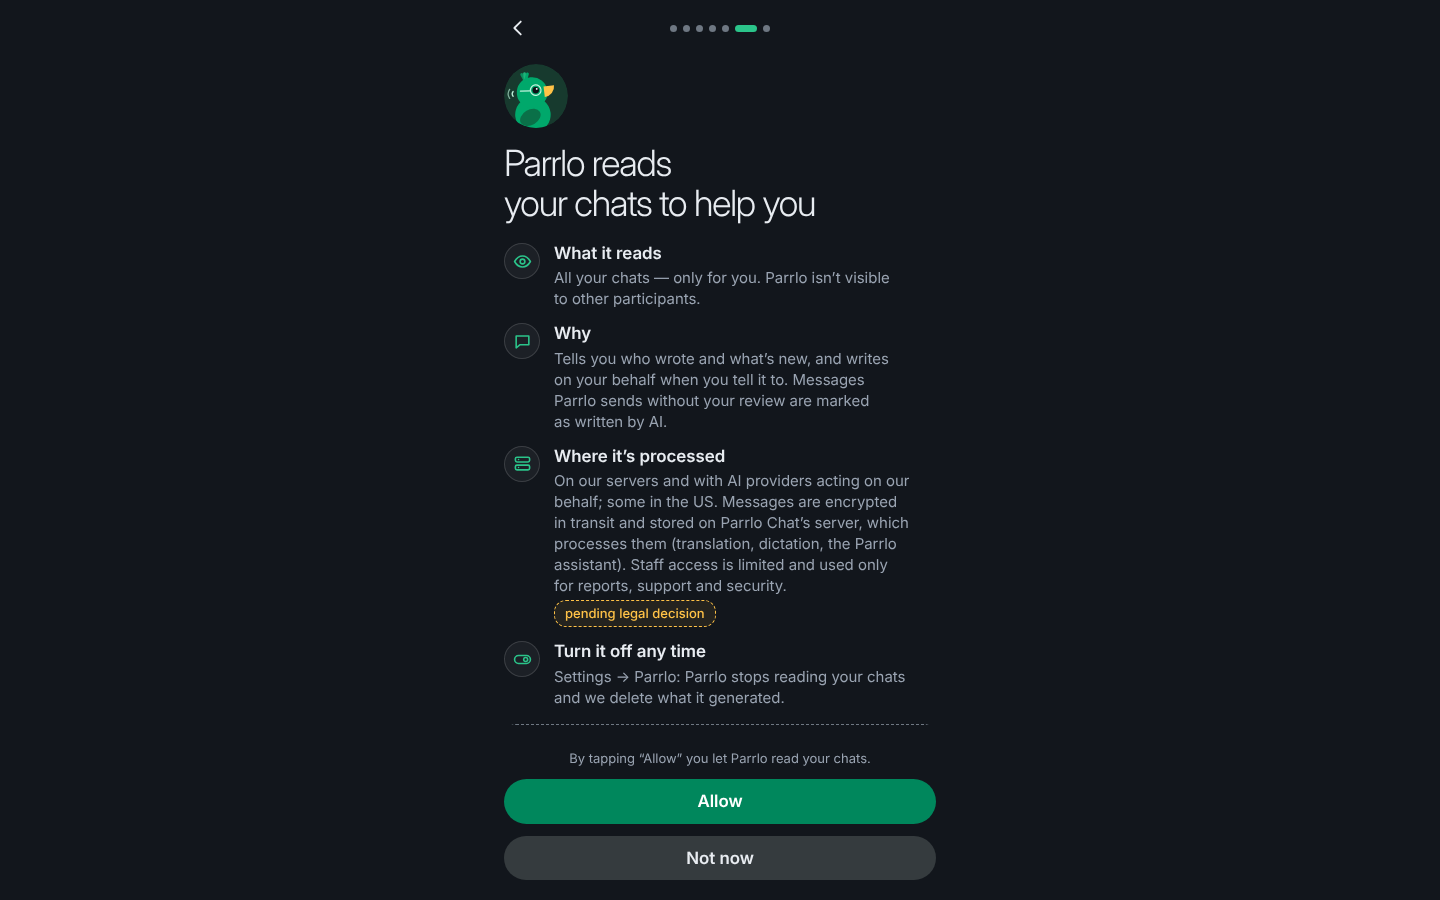 Parrlo reads
your chats to help you
What it reads
All your chats — only for you. Parrlo isn’t visible
to other participants.
Why
Tells you who wrote and what’s new, and writes
on your behalf when you tell it to. Messages
Parrlo sends without your review are marked
as written by AI.
Where it’s processed
On our servers and with AI providers acting on our
behalf; some in the US. Messages are encrypted
in transit and stored on Parrlo Chat’s server, which
processes them (translation, dictation, the Parrlo
assistant). Staff access is limited and used only
for reports, support and security.
pending legal decision
Turn it off any time
Settings → Parrlo: Parrlo stops reading your chats
and we delete what it generated.
By tapping “Allow” you let Parrlo read your chats.
Allow
Not now